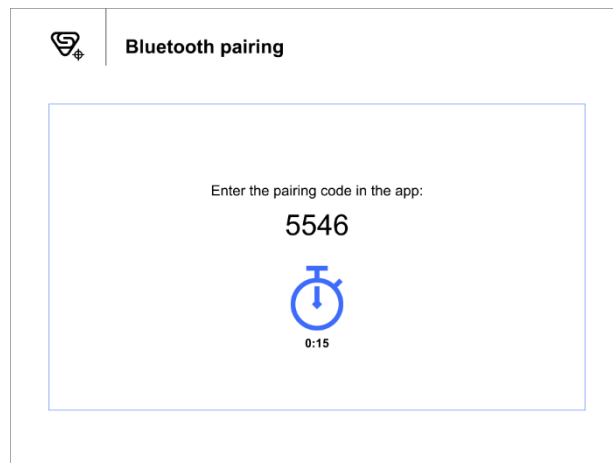 Bluetooth pairing
Enter the pairing code in the app:
5546
0:15